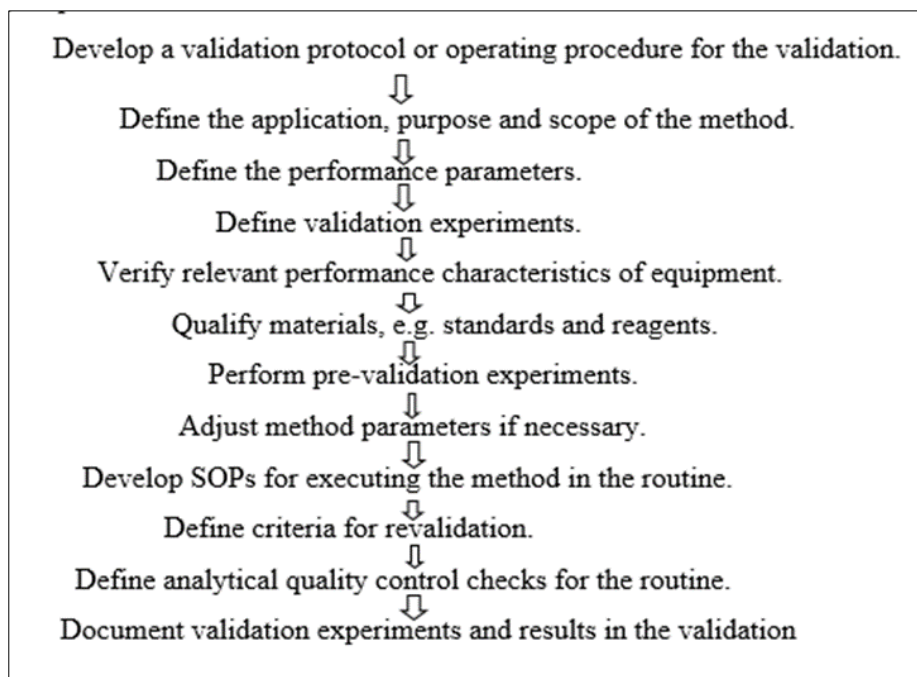 Develop a validation protocol or operating procedure for the validation.
Define the application, purpose and scope of the method.
Define the performance parameters.
Define validation experiments.
Verify relevant performance characteristics of equipment.
Qualify materials, e.g. standards and reagents.
Perform pre-validation experiments.
Adjust method parameters if necessary.
Develop SOPs for executing the method in the routine.
Define criteria for revalidation.
Define analytical quality control checks for the routine.
Document validation experiments and results in the validation